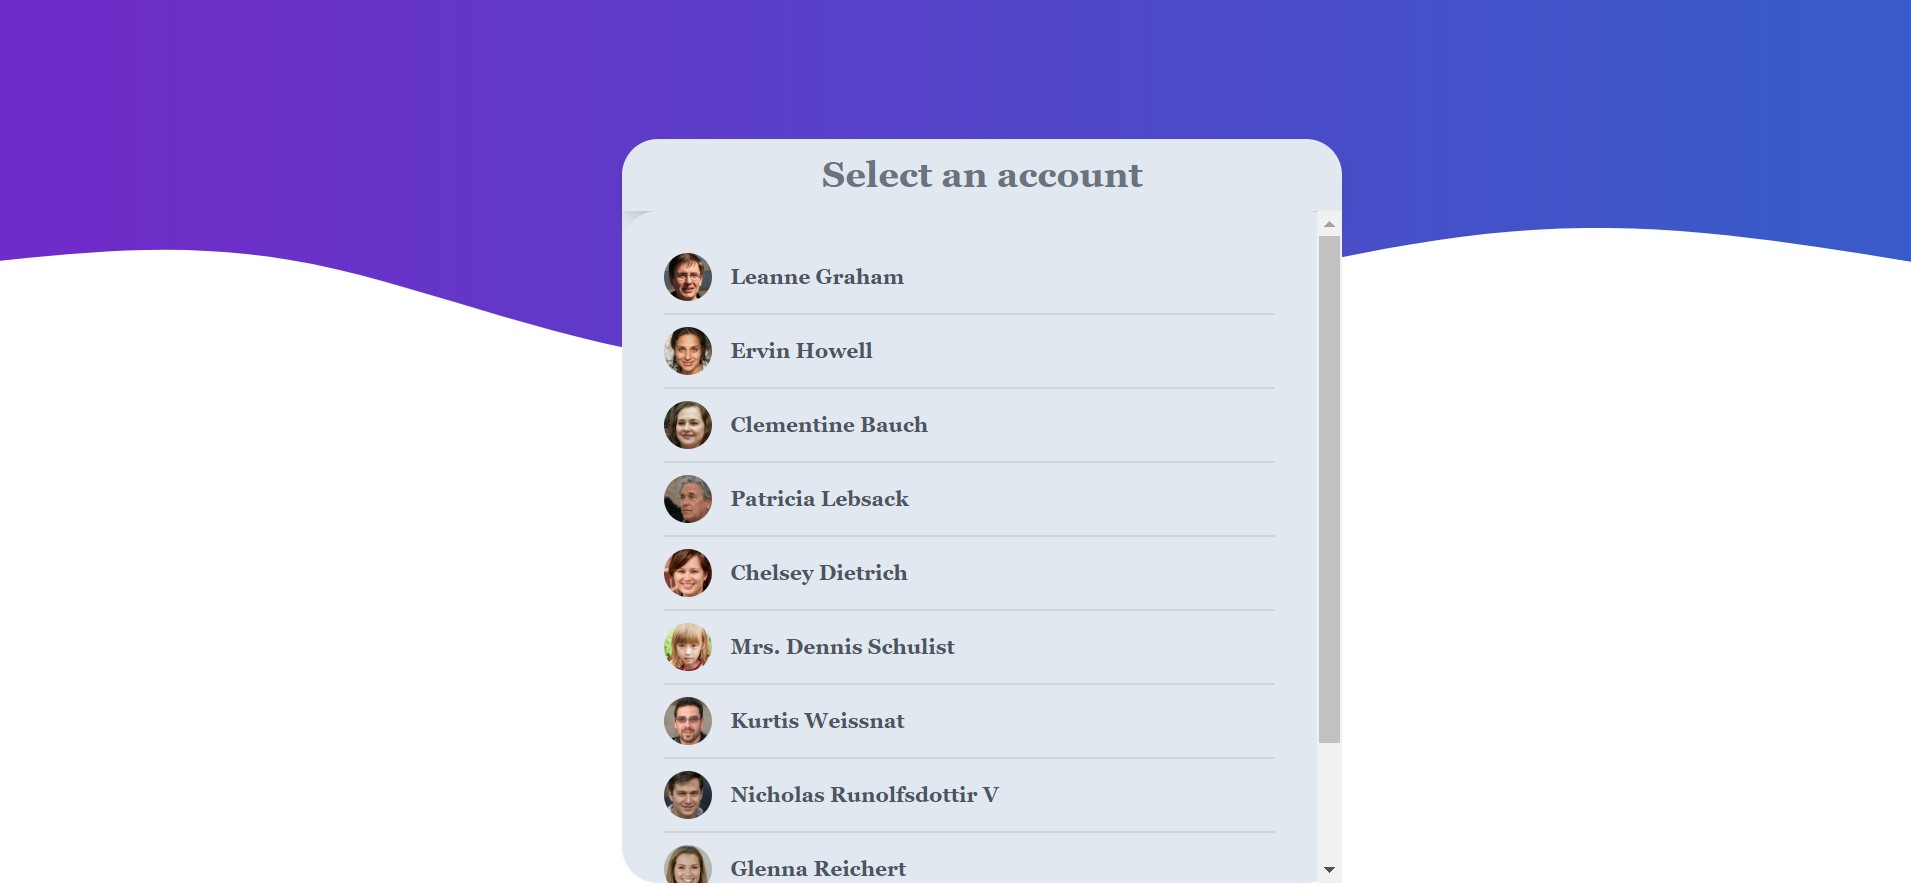 Select an account
Leanne Graham
Ervin Howell
Clementine Bauch
Patricia Lebsack
Chelsey Dietrich
Mrs. Dennis Schulist
Kurtis Weissnat
Nicholas Runolfsdottir V
Glenna Reichert